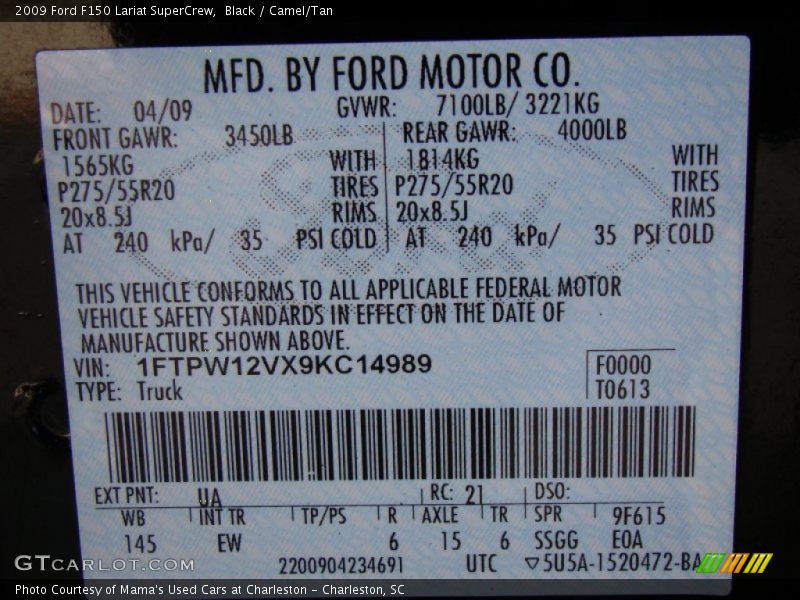 2009 Ford F150 Lariat SuperCrew, Black / Camel/Tan
MFD. BY FORD MOTOR CO.
DATE: 04/09 GVWR: 7100LB/ 3221KG
FRONT GAWR: 3450LB REAR GAWR: 4000LB
1565KG WITH 1814KG WITH
P275/55R20 TIRES P275/55R20 TIRES
20x8.5J RIMS 20x8.5J RIMS
AT 240 kPa/ 35 PSI COLD AT 240 kPa/ 35 PSI COLD
THIS VEHICLE CONFORMS TO ALL APPLICABLE FEDERAL MOTOR
VEHICLE SAFETY STANDARDS IN EFFECT ON THE DATE OF
MANUFACTURE SHOWN ABOVE.
VIN: 1FTPW12VX9KC14989 F0000
TYPE: Truck T0613
EXT PNT: UA RC: 21 DSO:
WB INT TR TP/PS R AXLE TR SPR 9F615
145 EW 6 15 6 SSGG E0A
2200904234691 UTC ▽5U5A-1520472-BA
GTCARLOT.COM
Photo Courtesy of Mama's Used Cars at Charleston - Charleston, SC